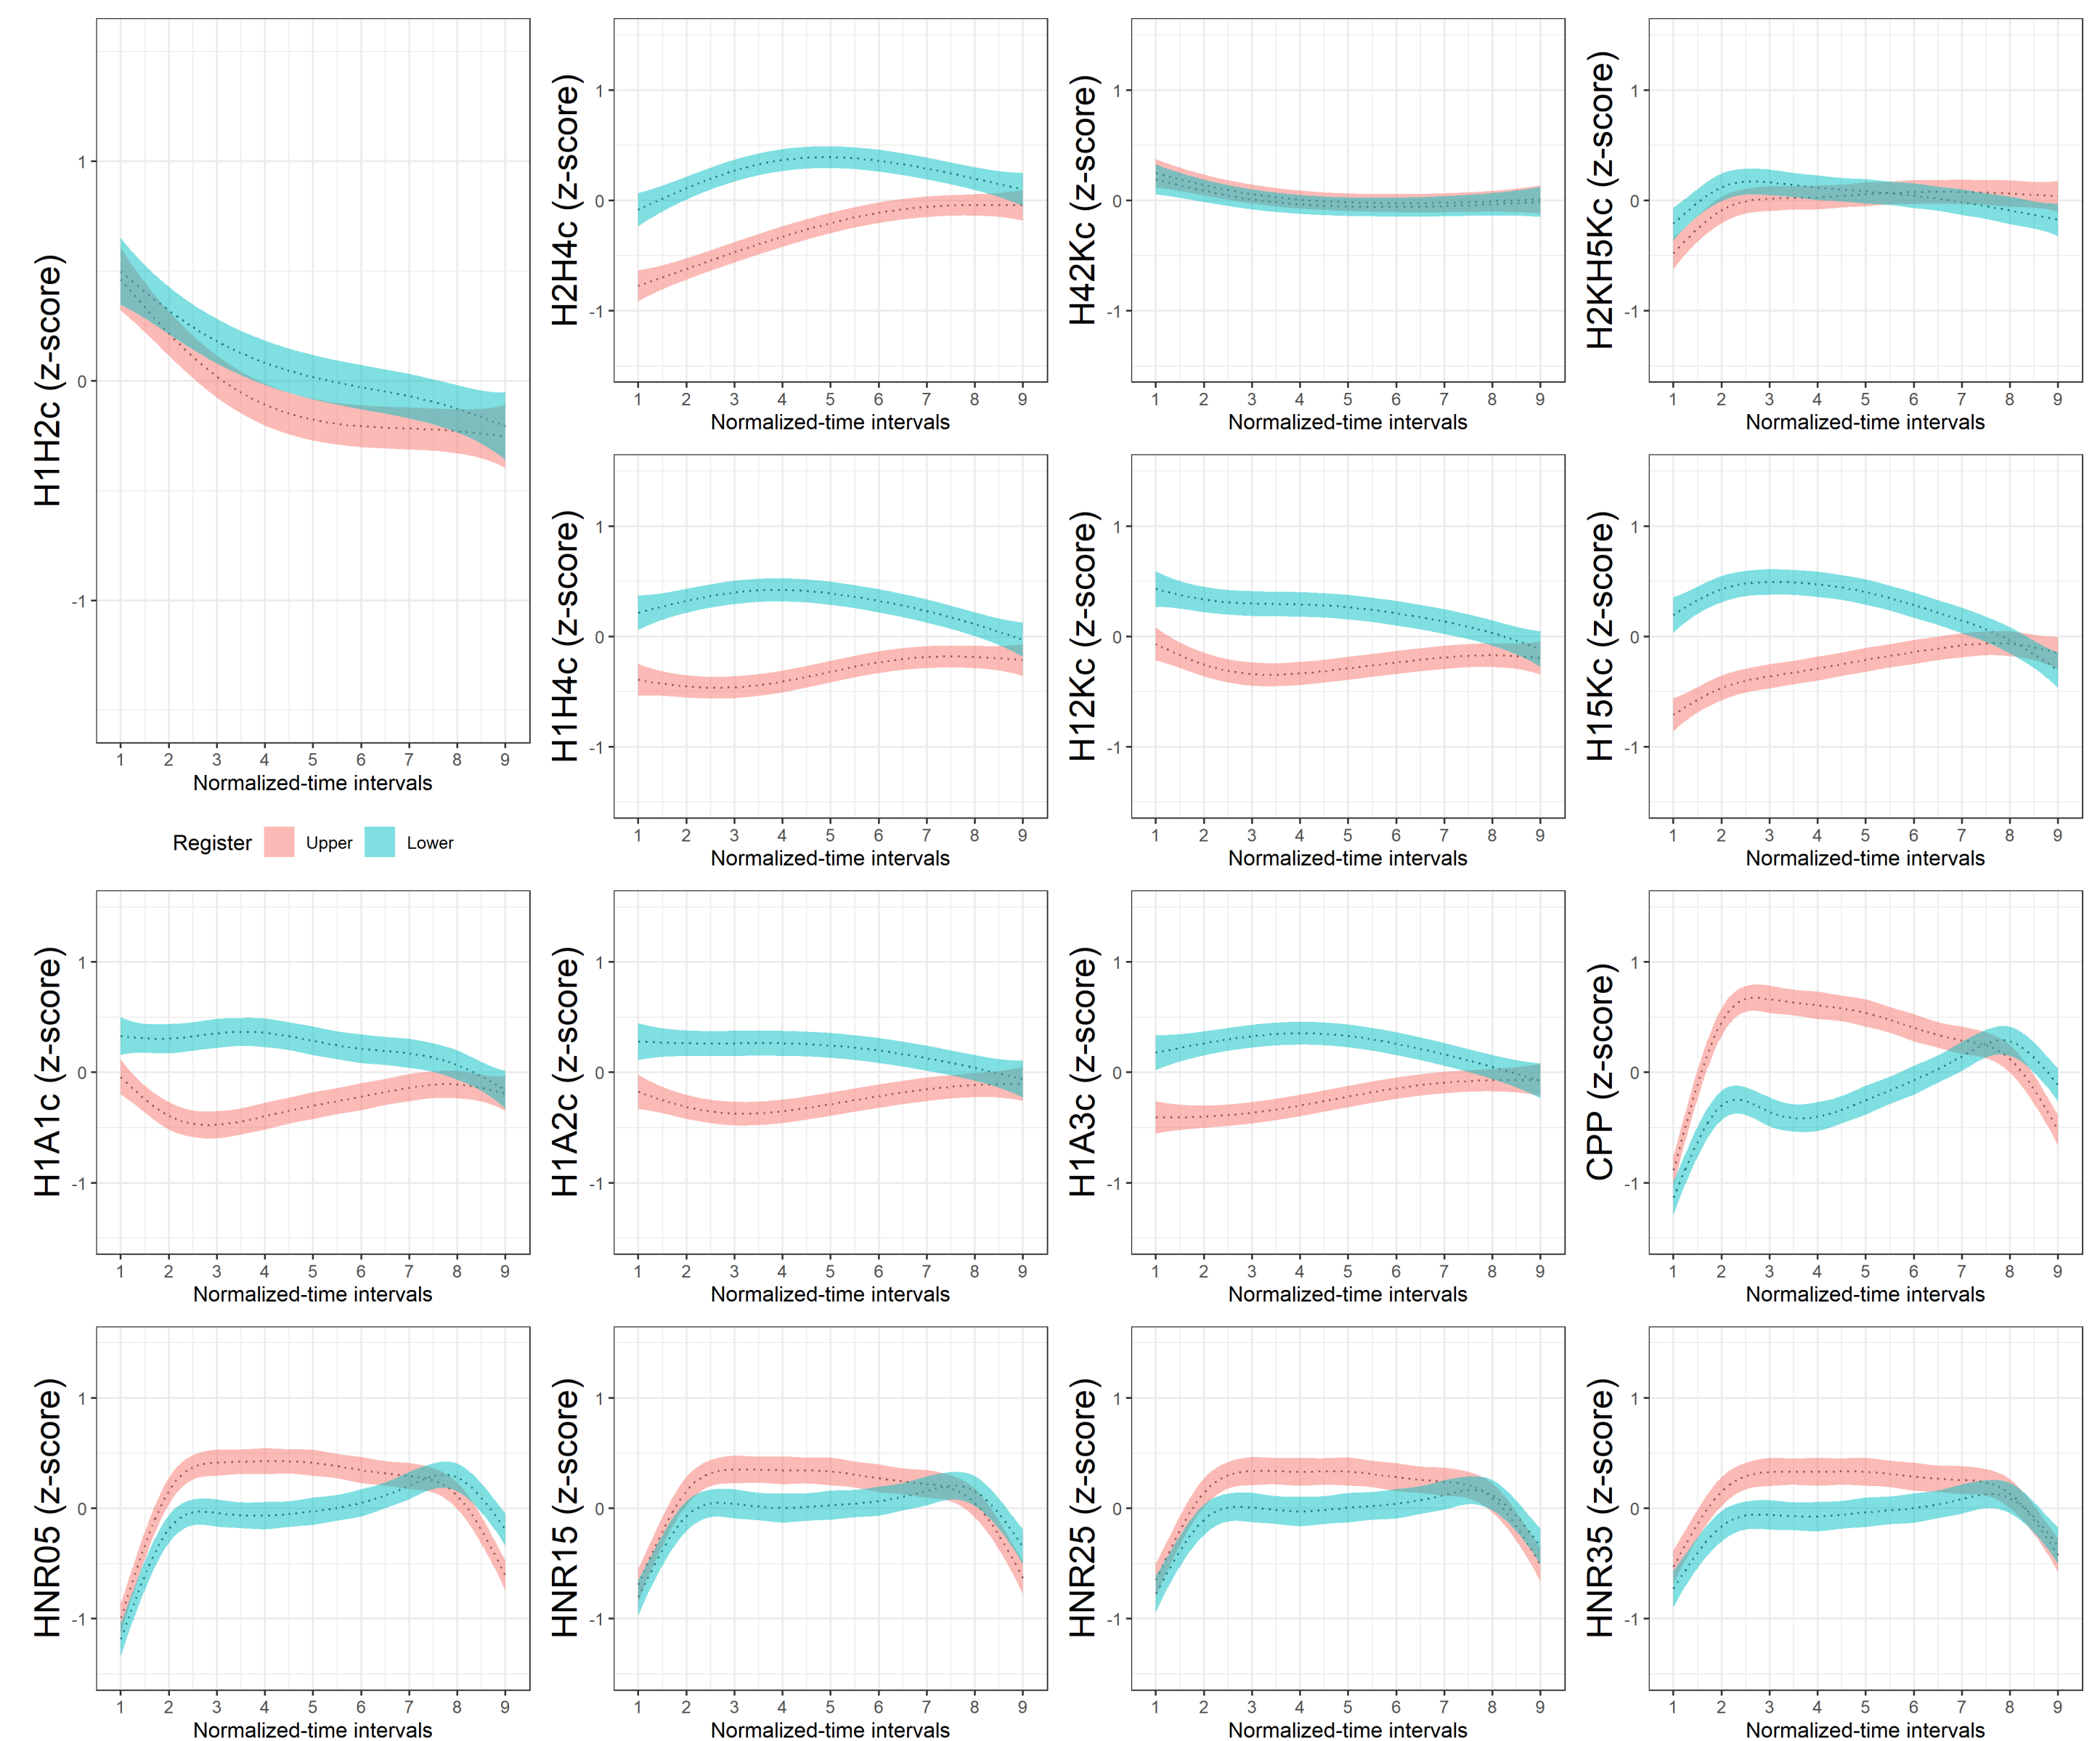 H1H2c (z-score)
1
0
-1
1 2 3 4 5 6 7 8 9
Normalized-time intervals
H2H4c (z-score)
1
0
-1
1 2 3 4 5 6 7 8 9
Normalized-time intervals
H42Kc (z-score)
1
0
-1
1 2 3 4 5 6 7 8 9
Normalized-time intervals
H2KH5Kc (z-score)
1
0
-1
1 2 3 4 5 6 7 8 9
Normalized-time intervals
H1H4c (z-score)
1
0
-1
1 2 3 4 5 6 7 8 9
Normalized-time intervals
H12Kc (z-score)
1
0
-1
1 2 3 4 5 6 7 8 9
Normalized-time intervals
H15Kc (z-score)
1
0
-1
1 2 3 4 5 6 7 8 9
Normalized-time intervals
Register Upper Lower
H1A1c (z-score)
1
0
-1
1 2 3 4 5 6 7 8 9
Normalized-time intervals
H1A2c (z-score)
1
0
-1
1 2 3 4 5 6 7 8 9
Normalized-time intervals
H1A3c (z-score)
1
0
-1
1 2 3 4 5 6 7 8 9
Normalized-time intervals
CPP (z-score)
1
0
-1
1 2 3 4 5 6 7 8 9
Normalized-time intervals
HNR05 (z-score)
1
0
-1
1 2 3 4 5 6 7 8 9
Normalized-time intervals
HNR15 (z-score)
1
0
-1
1 2 3 4 5 6 7 8 9
Normalized-time intervals
HNR25 (z-score)
1
0
-1
1 2 3 4 5 6 7 8 9
Normalized-time intervals
HNR35 (z-score)
1
0
-1
1 2 3 4 5 6 7 8 9
Normalized-time intervals